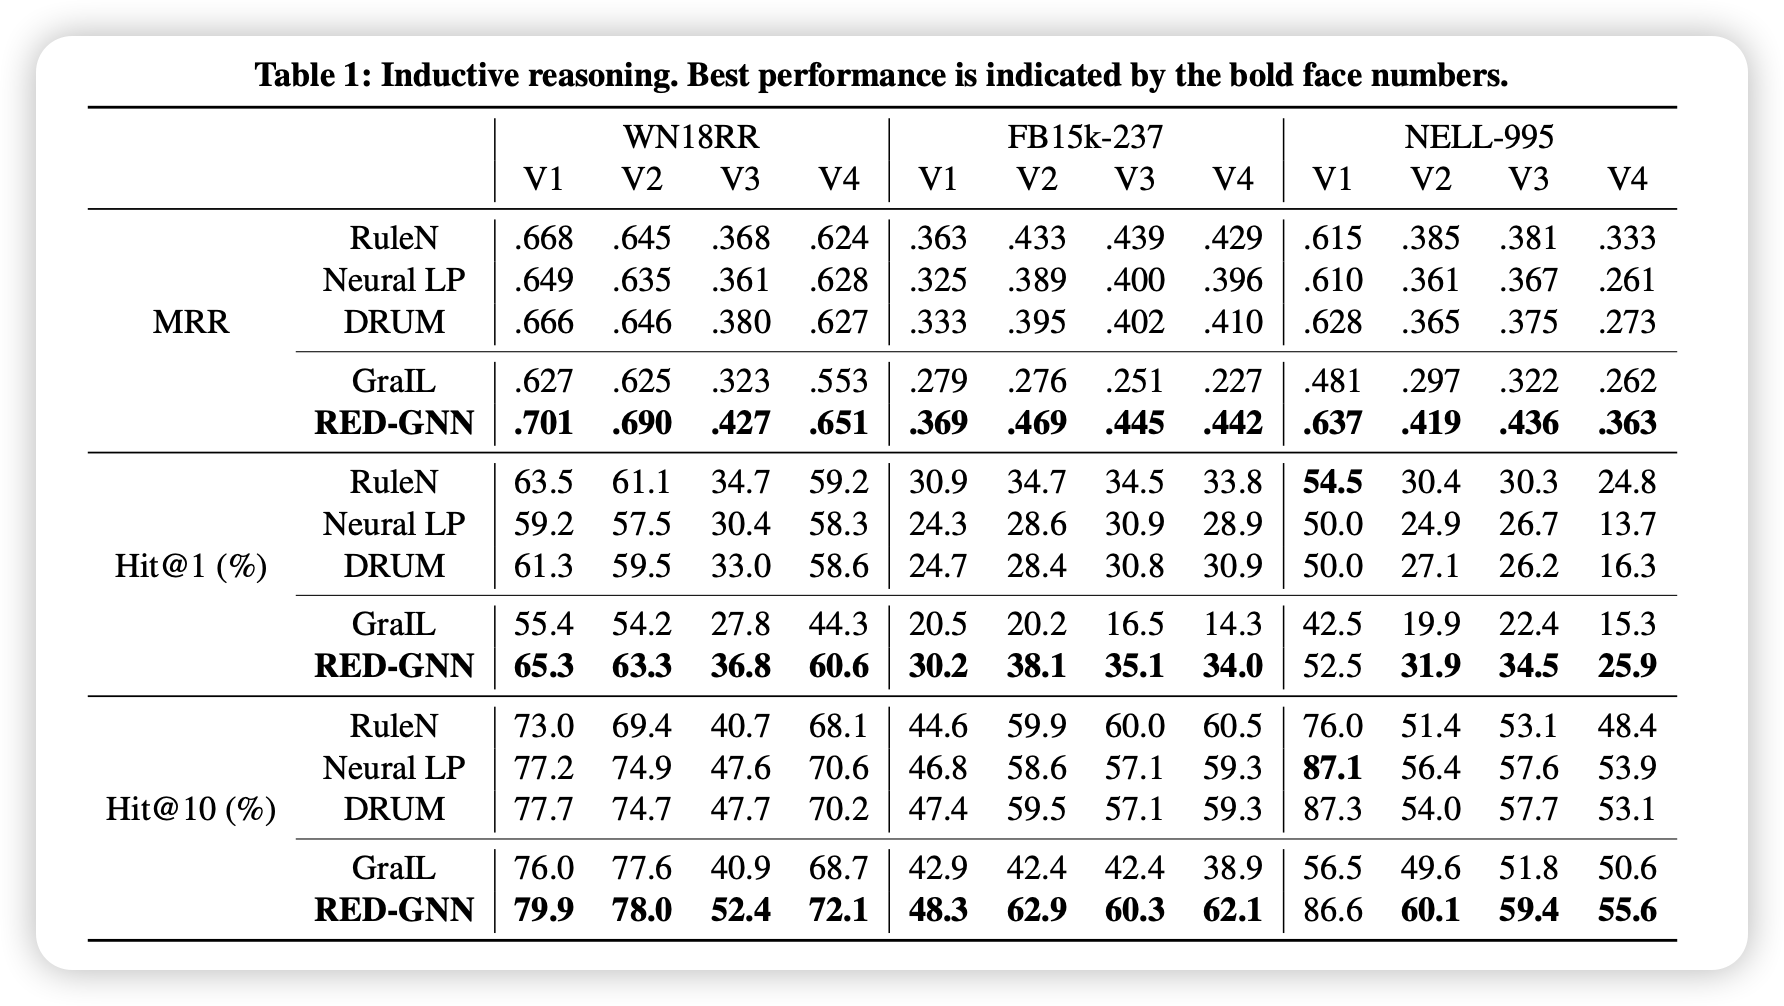 Table 1: Inductive reasoning. Best performance is indicated by the bold face numbers.
WN18RR FB15k-237 NELL-995
V1 V2 V3 V4 V1 V2 V3 V4 V1 V2 V3 V4
RuleN .668 .645 .368 .624 .363 .433 .439 .429 .615 .385 .381 .333
Neural LP .649 .635 .361 .628 .325 .389 .400 .396 .610 .361 .367 .261
MRR DRUM .666 .646 .380 .627 .333 .395 .402 .410 .628 .365 .375 .273
GraIL .627 .625 .323 .553 .279 .276 .251 .227 .481 .297 .322 .262
RED-GNN .701 .690 .427 .651 .369 .469 .445 .442 .637 .419 .436 .363
RuleN 63.5 61.1 34.7 59.2 30.9 34.7 34.5 33.8 54.5 30.4 30.3 24.8
Neural LP 59.2 57.5 30.4 58.3 24.3 28.6 30.9 28.9 50.0 24.9 26.7 13.7
Hit@1 (%) DRUM 61.3 59.5 33.0 58.6 24.7 28.4 30.8 30.9 50.0 27.1 26.2 16.3
GraIL 55.4 54.2 27.8 44.3 20.5 20.2 16.5 14.3 42.5 19.9 22.4 15.3
RED-GNN 65.3 63.3 36.8 60.6 30.2 38.1 35.1 34.0 52.5 31.9 34.5 25.9
RuleN 73.0 69.4 40.7 68.1 44.6 59.9 60.0 60.5 76.0 51.4 53.1 48.4
Neural LP 77.2 74.9 47.6 70.6 46.8 58.6 57.1 59.3 87.1 56.4 57.6 53.9
Hit@10 (%) DRUM 77.7 74.7 47.7 70.2 47.4 59.5 57.1 59.3 87.3 54.0 57.7 53.1
GraIL 76.0 77.6 40.9 68.7 42.9 42.4 42.4 38.9 56.5 49.6 51.8 50.6
RED-GNN 79.9 78.0 52.4 72.1 48.3 62.9 60.3 62.1 86.6 60.1 59.4 55.6